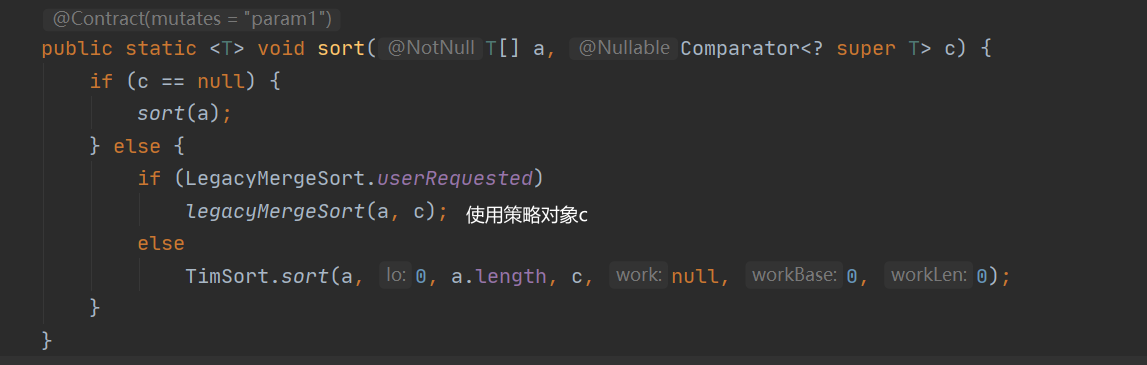 @Contract(mutates = "param1")
public static <T> void sort( @NotNull T[] a, @Nullable Comparator<? super T> c) {
if (c == null) {
sort(a);
} else {
if (LegacyMergeSort.userRequested)
legacyMergeSort(a, c); 使用策略对象c
else
TimSort.sort(a, lo: 0, a.length, c, work: null, workBase: 0, workLen: 0);
}
}